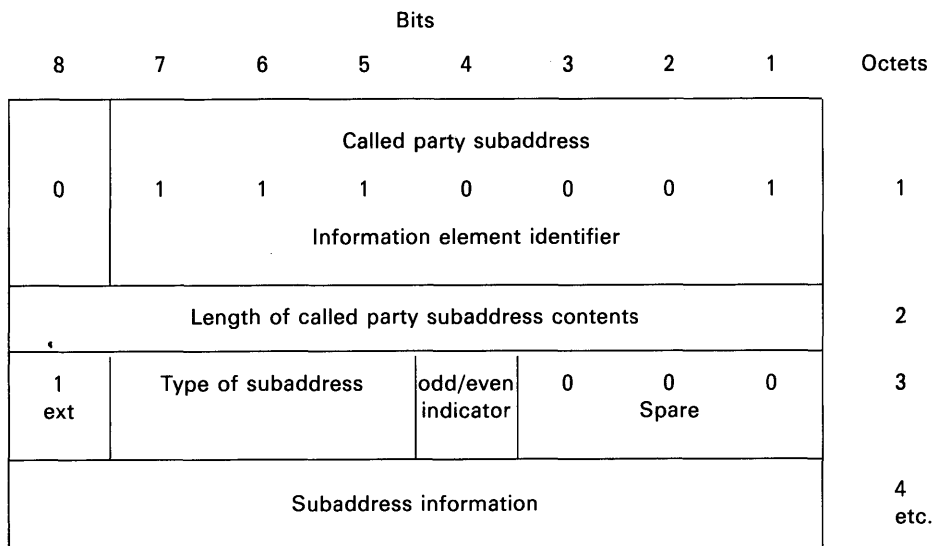 Bits
8 7 6 5 4 3 2 1 Octets
Called party subaddress
0 1 1 1 0 0 0 1 1
Information element identifier
Length of called party subaddress contents 2
1 Type of subaddress odd/even 0 0 0 3
ext indicator Spare
Subaddress information 4
etc.